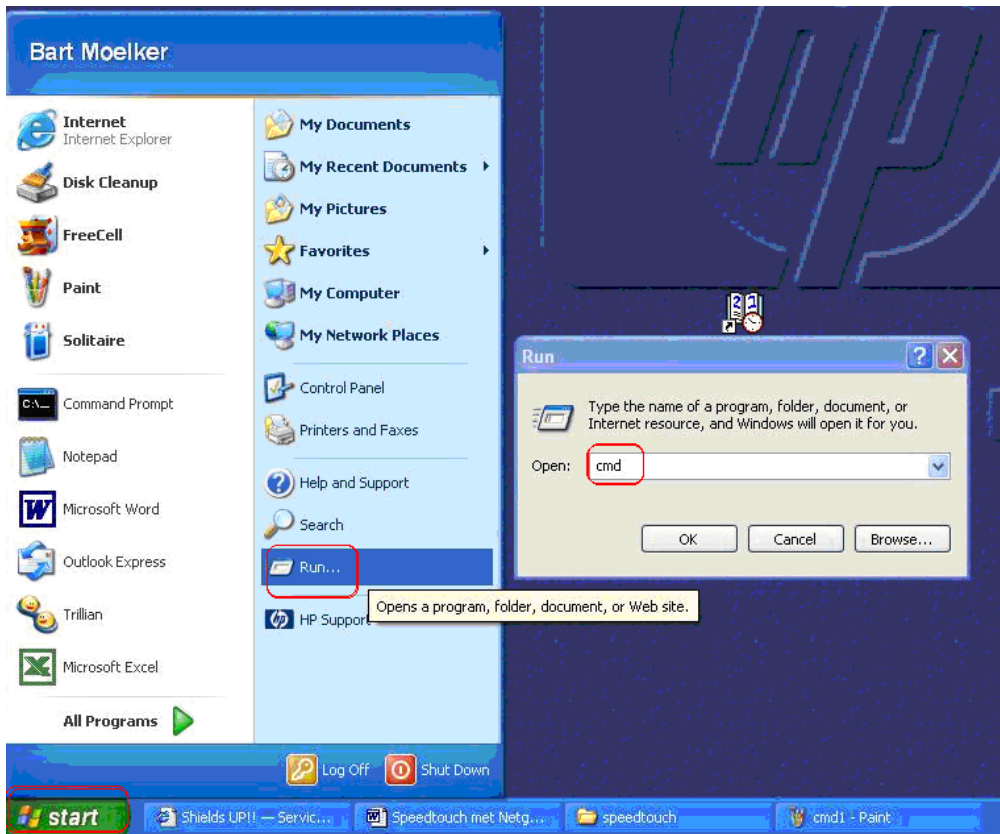 Bart Moelker
Internet
Internet Explorer
Disk Cleanup
FreeCell
Paint
Solitaire
C:\_
Command Prompt
Notepad
Microsoft Word
Outlook Express
Trillian
Microsoft Excel
All Programs
My Documents
My Recent Documents
My Pictures
Favorites
My Computer
My Network Places
Control Panel
Printers and Faxes
Help and Support
Search
Run...
HP Support
Opens a program, folder, document, or Web site.
Log Off
Shut Down
hp
Run
Type the name of a program, folder, document, or
Internet resource, and Windows will open it for you.
Open:
cmd
OK
Cancel
Browse...
start
Shields UP!! — Servic...
Speedtouch met Netg...
speedtouch
cmd1 - Paint